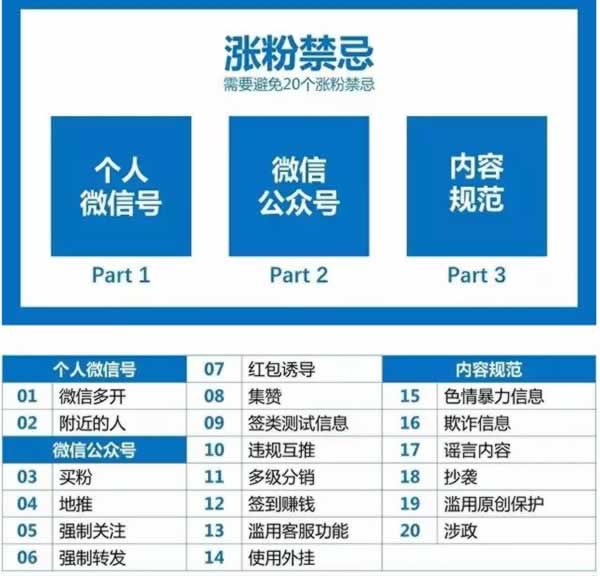 涨粉禁忌
需要避免20个涨粉禁忌
个人
微信号
Part 1
微信
公众号
Part 2
内容
规范
Part 3
个人微信号
01 微信多开
02 附近的人
微信公众号
03 买粉
04 地推
05 强制关注
06 强制转发
07 红包诱导
08 集赞
09 签类测试信息
10 违规互推
11 多级分销
12 签到赚钱
13 滥用客服功能
14 使用外挂
内容规范
15 色情暴力信息
16 欺诈信息
17 谣言内容
18 抄袭
19 滥用原创保护
20 涉政